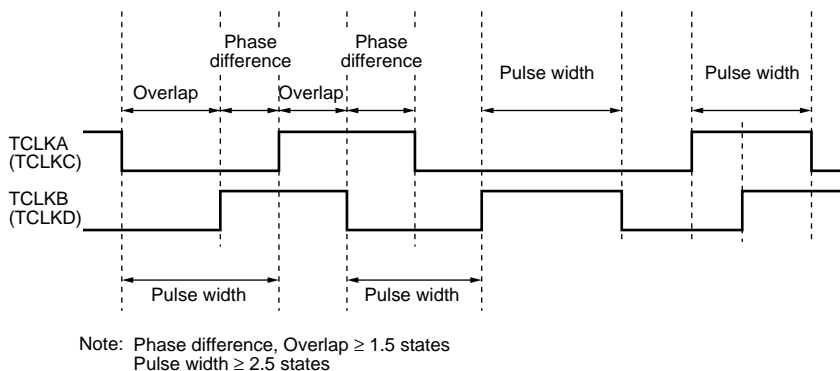 Phase
difference
Phase
difference
Overlap
Overlap
Pulse width
Pulse width
TCLKA
(TCLKC)
TCLKB
(TCLKD)
Pulse width
Pulse width
Note: Phase difference, Overlap ≥ 1.5 states
Pulse width ≥ 2.5 states